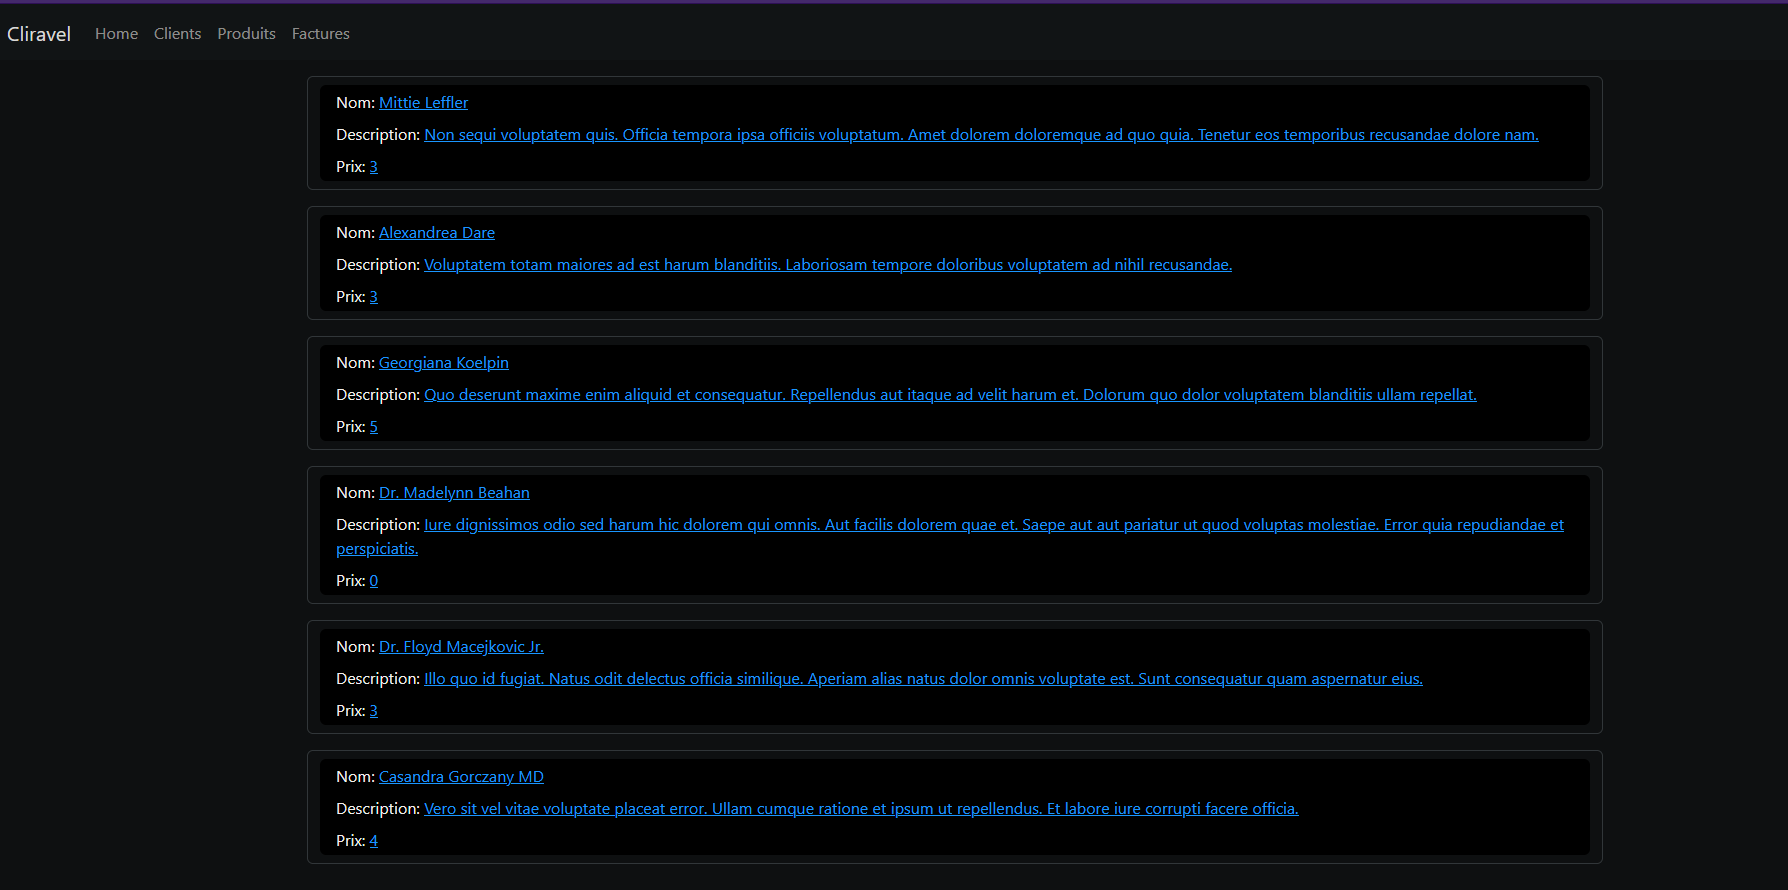 Cliravel Home Clients Produits Factures
Nom: Mittie Leffler
Description: Non sequi voluptatem quis. Officia tempora ipsa officiis voluptatum. Amet dolorem doloremque ad quo quia. Tenetur eos temporibus recusandae dolore nam.
Prix: 3
Nom: Alexandrea Dare
Description: Voluptatem totam maiores ad est harum blanditiis. Laboriosam tempore doloribus voluptatem ad nihil recusandae.
Prix: 3
Nom: Georgiana Koelpin
Description: Quo deserunt maxime enim aliquid et consequatur. Repellendus aut itaque ad velit harum et. Dolorum quo dolor voluptatem blanditiis ullam repellat.
Prix: 5
Nom: Dr. Madelynn Beahan
Description: Iure dignissimos odio sed harum hic dolorem qui omnis. Aut facilis dolorem quae et. Saepe aut aut pariatur ut quod voluptas molestiae. Error quia repudiandae et
perspiciatis.
Prix: 0
Nom: Dr. Floyd Macejkovic Jr.
Description: Illo quo id fugiat. Natus odit delectus officia similique. Aperiam alias natus dolor omnis voluptate est. Sunt consequatur quam aspernatur eius.
Prix: 3
Nom: Casandra Gorczany MD
Description: Vero sit vel vitae voluptate placeat error. Ullam cumque ratione et ipsum ut repellendus. Et labore iure corrupti facere officia.
Prix: 4